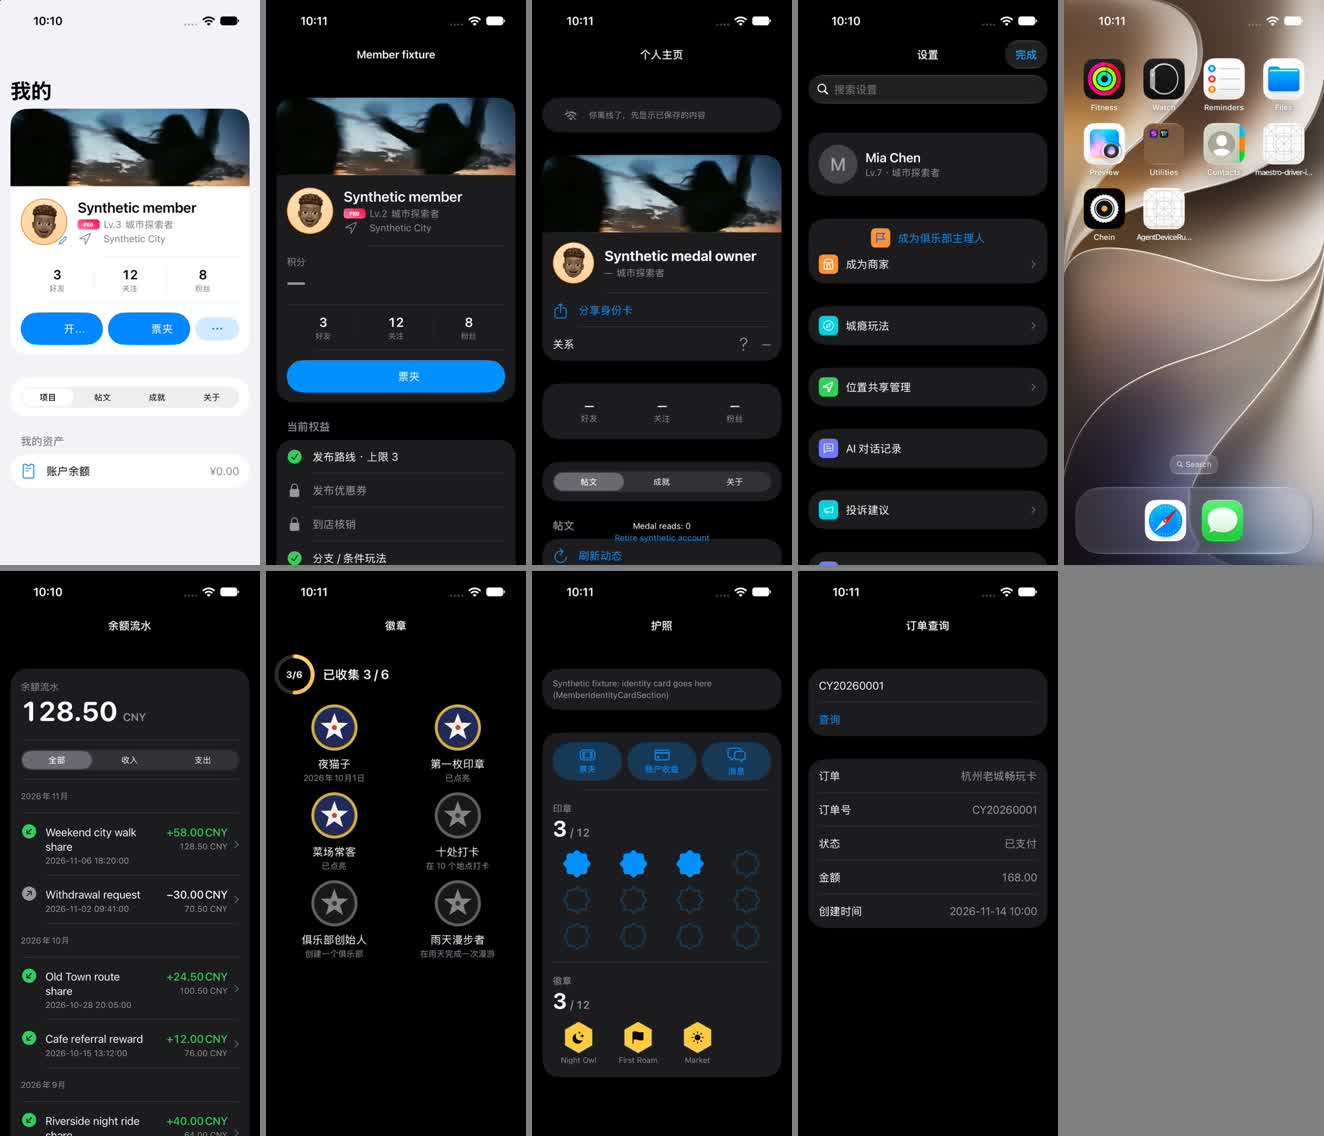 10:10
我的
Synthetic member
PRO Lv.3 城市探索者
Synthetic City
3 12 8
好友 关注 粉丝
开... 票夹 ...
项目 帖文 成就 关于
我的资产
账户余额 ¥0.00
10:11
Member fixture
Synthetic member
PRO Lv.2 城市探索者
Synthetic City
积分
—
3 12 8
好友 关注 粉丝
票夹
当前权益
发布路线 · 上限 3
发布优惠券
到店核销
分支 / 条件玩法
10:11
个人主页
你离线了，先显示已保存的内容
Synthetic medal owner
— 城市探索者
分享身份卡
关系 ? —
— — —
好友 关注 粉丝
帖文 成就 关于
帖文
Medal reads: 0
Retire synthetic account
刷新动态
10:10
设置 完成
搜索设置
M
Mia Chen
Lv.7 · 城市探索者
成为俱乐部主理人
成为商家
城瘾玩法
位置共享管理
AI 对话记录
投诉建议
10:11
Fitness Watch Reminders Files
Preview Utilities Contacts maestro-driver-i...
Chein AgentDeviceRu...
Search
10:10
余额流水
余额流水
128.50 CNY
全部 收入 支出
2026年11月
Weekend city walk share +58.00 CNY
2026-11-06 18:20:00 128.50 CNY
Withdrawal request −30.00 CNY
2026-11-02 09:41:00 70.50 CNY
2026年10月
Old Town route share +24.50 CNY
2026-10-28 20:05:00 100.50 CNY
Cafe referral reward +12.00 CNY
2026-10-15 13:12:00 76.00 CNY
2026年9月
Riverside night ride share +40.00 CNY
64.00 CNY
10:11
徽章
3/6 已收集 3 / 6
夜猫子 第一枚印章
2026年10月1日 已点亮
菜场常客 十处打卡
已点亮 在 10 个地点打卡
俱乐部创始人 雨天漫步者
创建一个俱乐部 在雨天完成一次漫游
10:11
护照
Synthetic fixture: identity card goes here
(MemberIdentityCardSection)
票夹 账户收益 消息
印章
3 / 12
徽章
3 / 12
Night Owl First Roam Market
10:11
订单查询
CY20260001
查询
订单 杭州老城畅玩卡
订单号 CY20260001
状态 已支付
金额 168.00
创建时间 2026-11-14 10:00